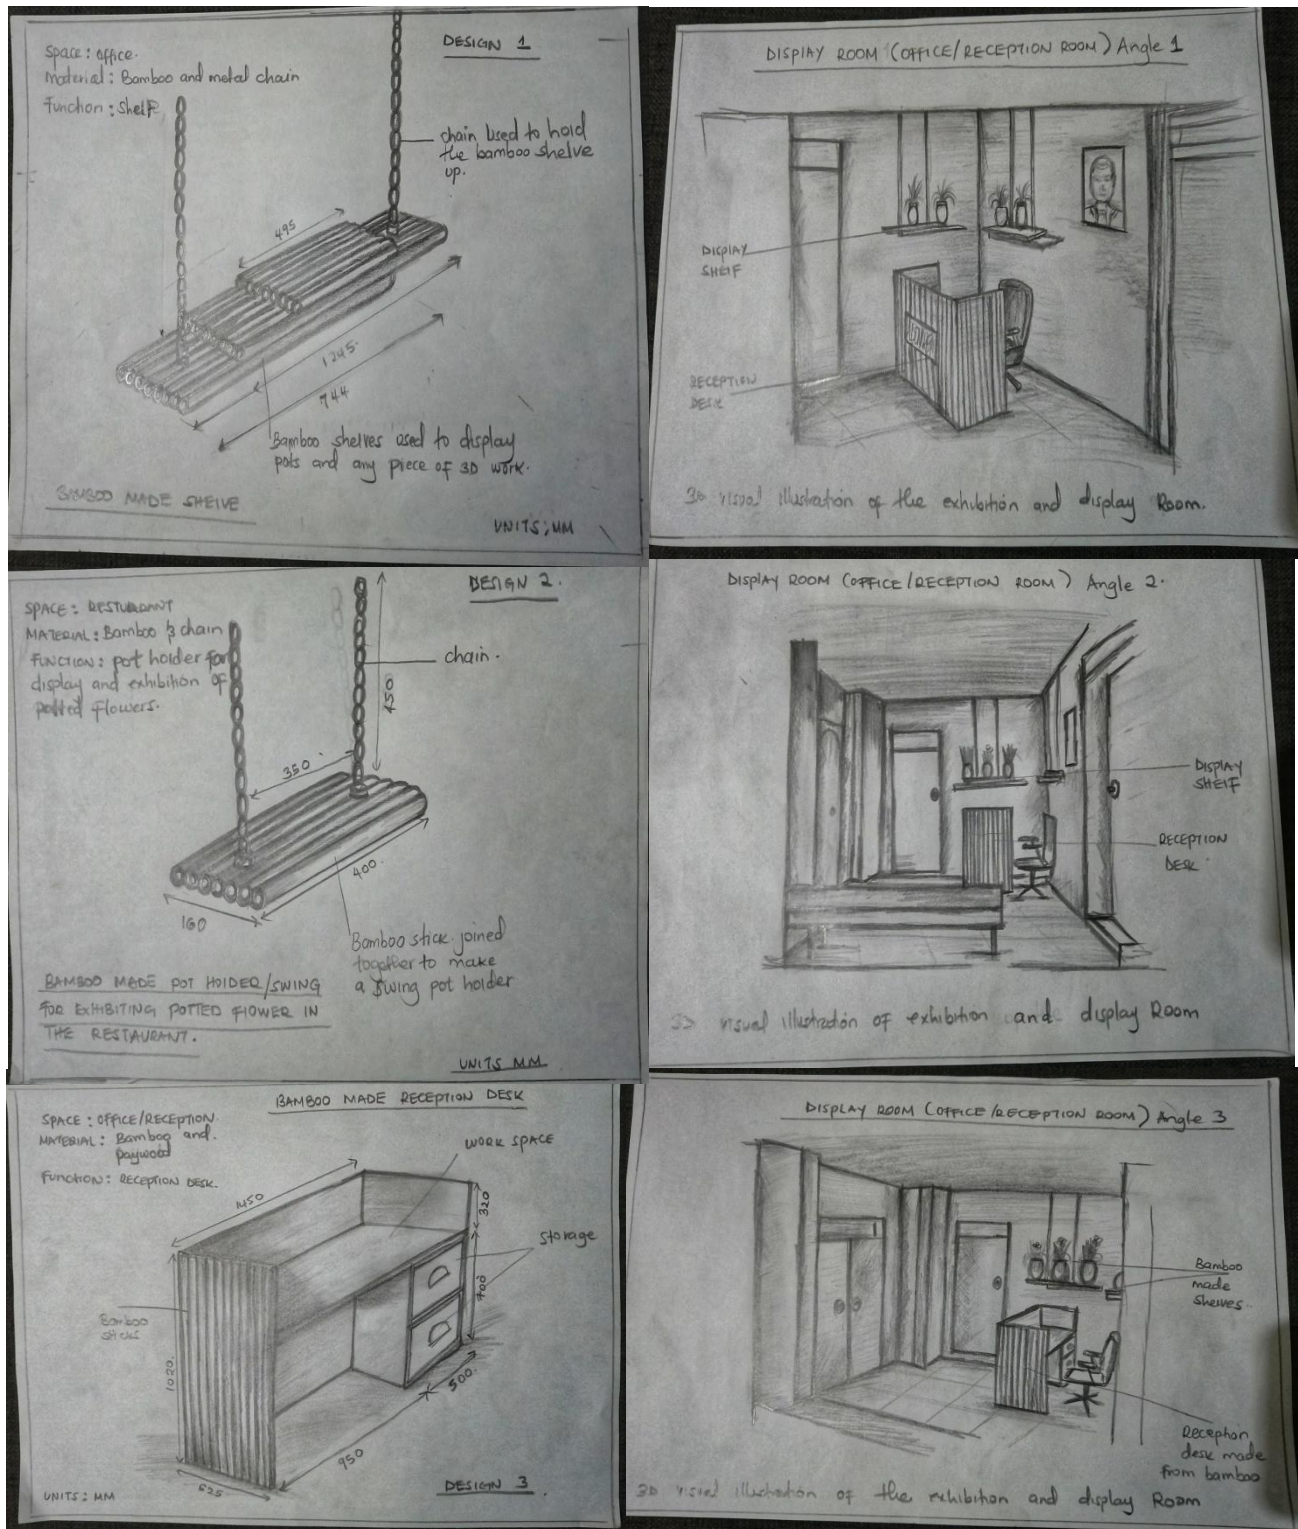 DESIGN 1
Space: office.
Material: Bamboo and metal chain
Function: Shelf
chain used to hold
the bamboo shelve
up.
495
1245.
744
Bamboo shelves used to display
pots and any piece of 3D work.
BAMBOO MADE SHELVE
UNITS; MM
DISPLAY ROOM (OFFICE/RECEPTION ROOM) Angle 1
DISPLAY
SHELF
RECEPTION
DESK
3D visual illustration of the exhibition and display Room.
DESIGN 2.
SPACE: RESTURANT
MATERIAL: Bamboo & chain
FUNCTION: pot holder for
display and exhibition of
potted flowers.
chain.
450
350
400
160
Bamboo stick joined
together to make
a swing pot holder
BAMBOO MADE POT HOLDER/SWING
FOR EXHIBITING POTTED FLOWER IN
THE RESTAURANT.
UNITS MM
DISPLAY ROOM (OFFICE/RECEPTION ROOM) Angle 2.
DISPLAY
SHELF
RECEPTION
DESK
3D visual illustration of exhibition and display Room
BAMBOO MADE RECEPTION DESK
SPACE: OFFICE/RECEPTION.
MATERIAL: Bamboo and.
paywood
Function: RECEPTION DESK.
WORK SPACE
1450
320
Storage
700
Bamboo
sticks
1020.
500.
950
625.
DESIGN 3.
UNITS: MM
DISPLAY ROOM (OFFICE/RECEPTION ROOM) Angle 3
Bamboo
made
shelves.
Reception
desk made
from bamboo
3D visual illustration of the exhibition and display Room